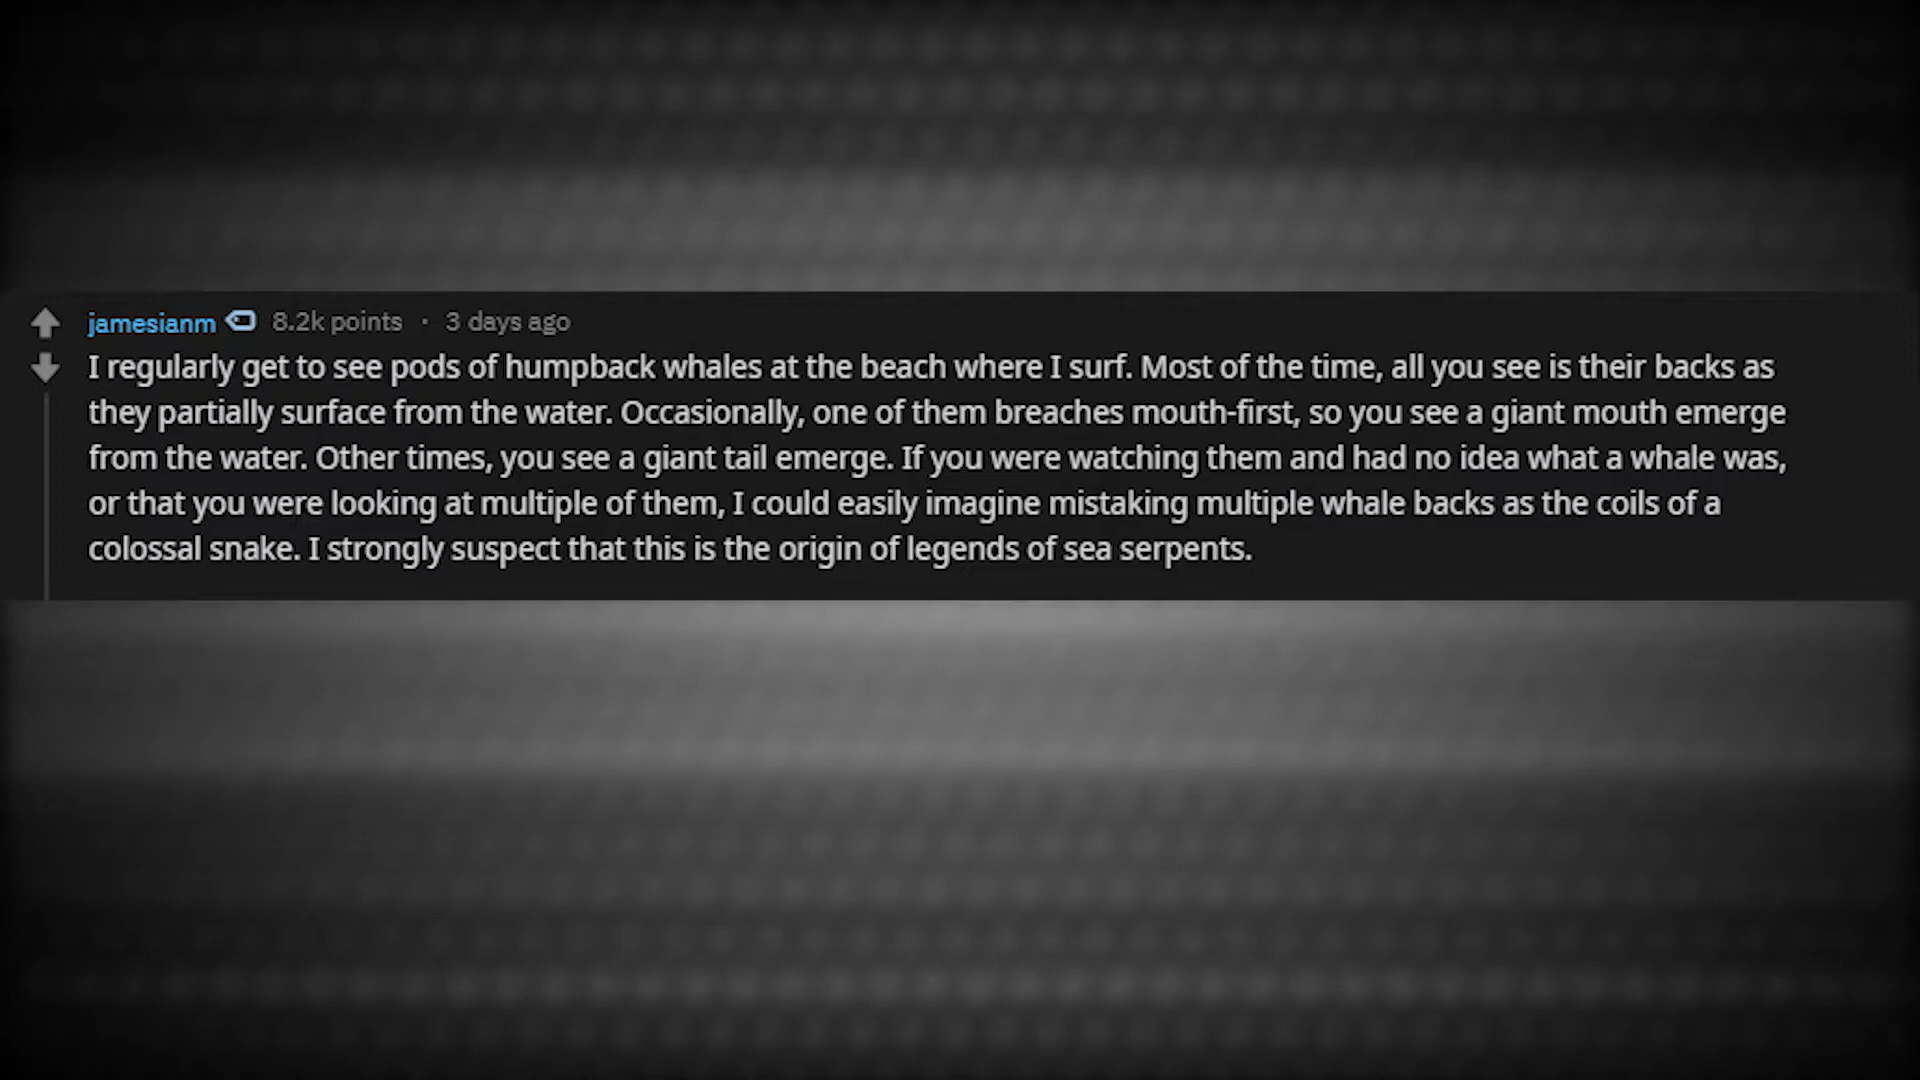 jamesianm 8.2k points · 3 days ago
I regularly get to see pods of humpback whales at the beach where I surf. Most of the time, all you see is their backs as
they partially surface from the water. Occasionally, one of them breaches mouth-first, so you see a giant mouth emerge
from the water. Other times, you see a giant tail emerge. If you were watching them and had no idea what a whale was,
or that you were looking at multiple of them, I could easily imagine mistaking multiple whale backs as the coils of a
colossal snake. I strongly suspect that this is the origin of legends of sea serpents.